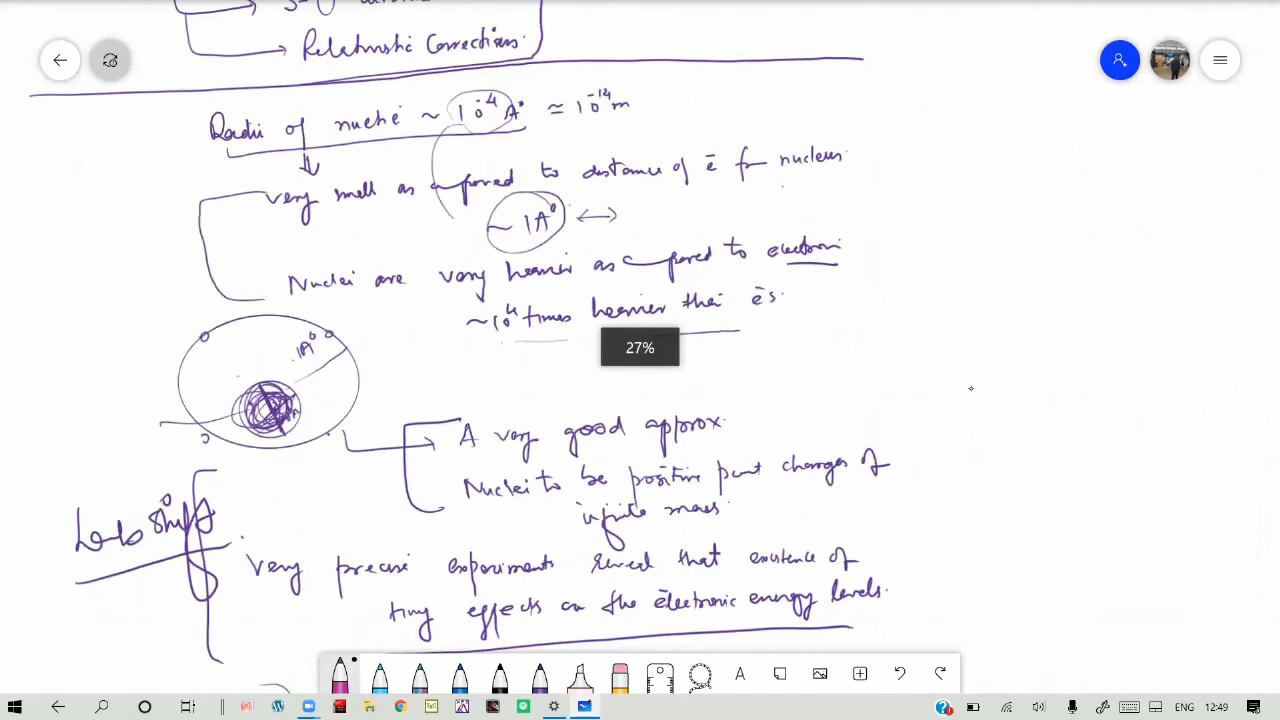 Relativistic Corrections.
Radii of nuclei ~ 10⁻⁴ A° ≃ 10⁻¹⁴ m
very small as compared to distance of ē from nucleus.
~ 1A°
Nuclei are very heavier as compared to electron
~10⁴ times heavier than ēs.
27%
1A°
A very good approx.
Nuclei to be positive point charges of
infinite mass.
Lamb Shift
Very precise experiments reveal that existence of
tiny effects on the electronic energy levels.
A
ENG
12:49